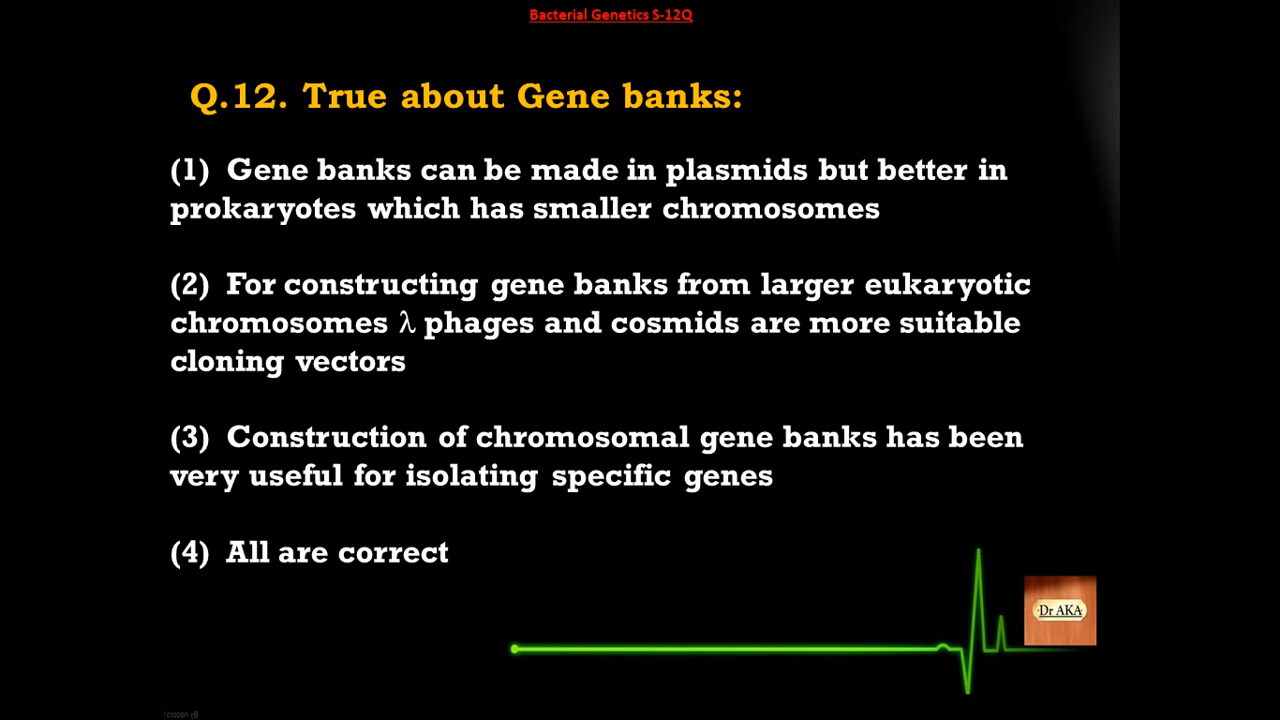 Bacterial Genetics S-12Q
Q.12. True about Gene banks:
(1) Gene banks can be made in plasmids but better in
prokaryotes which has smaller chromosomes
(2) For constructing gene banks from larger eukaryotic
chromosomes λ phages and cosmids are more suitable
cloning vectors
(3) Construction of chromosomal gene banks has been
very useful for isolating specific genes
(4) All are correct
Dr AKA